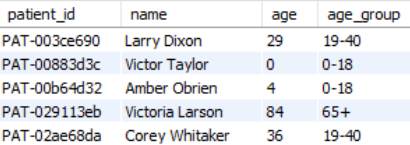 patient_id name age age_group
PAT-003ce690 Larry Dixon 29 19-40
PAT-00883d3c Victor Taylor 0 0-18
PAT-00b64d32 Amber Obrien 4 0-18
PAT-029113eb Victoria Larson 84 65+
PAT-02ae68da Corey Whitaker 36 19-40